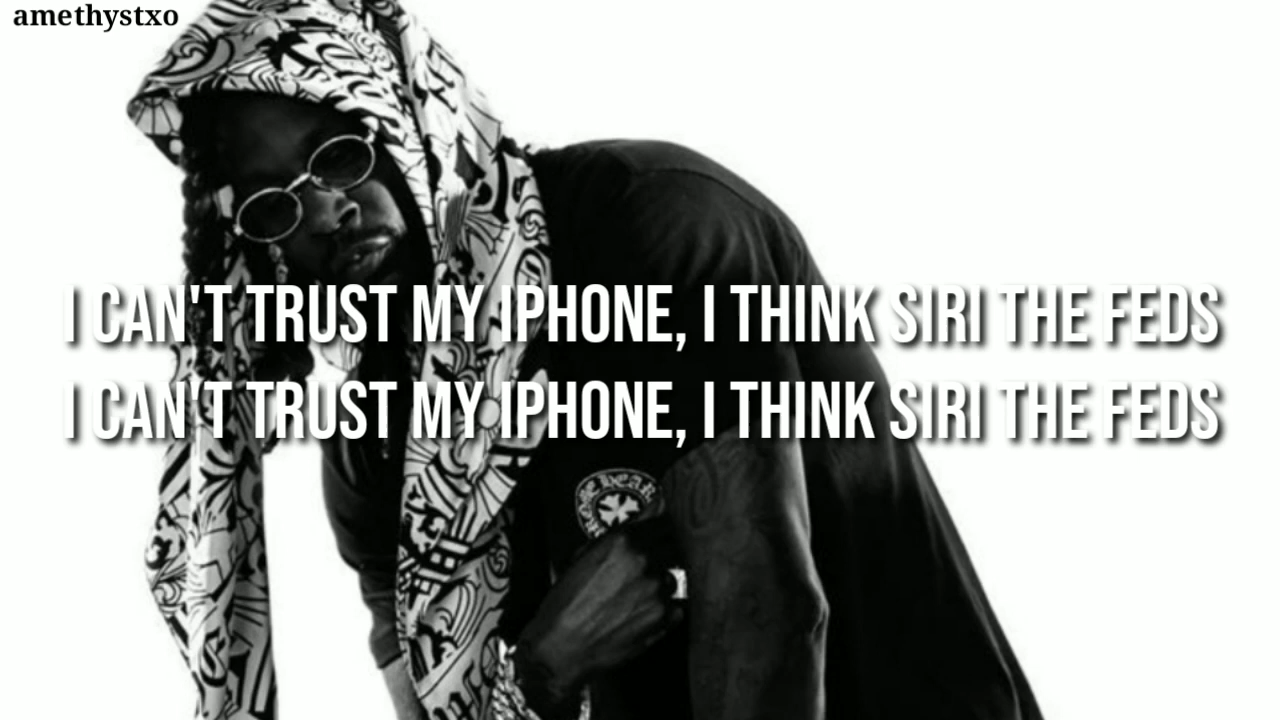 amethystxo
I CAN'T TRUST MY IPHONE, I THINK SIRI THE FEDS
I CAN'T TRUST MY IPHONE, I THINK SIRI THE FEDS